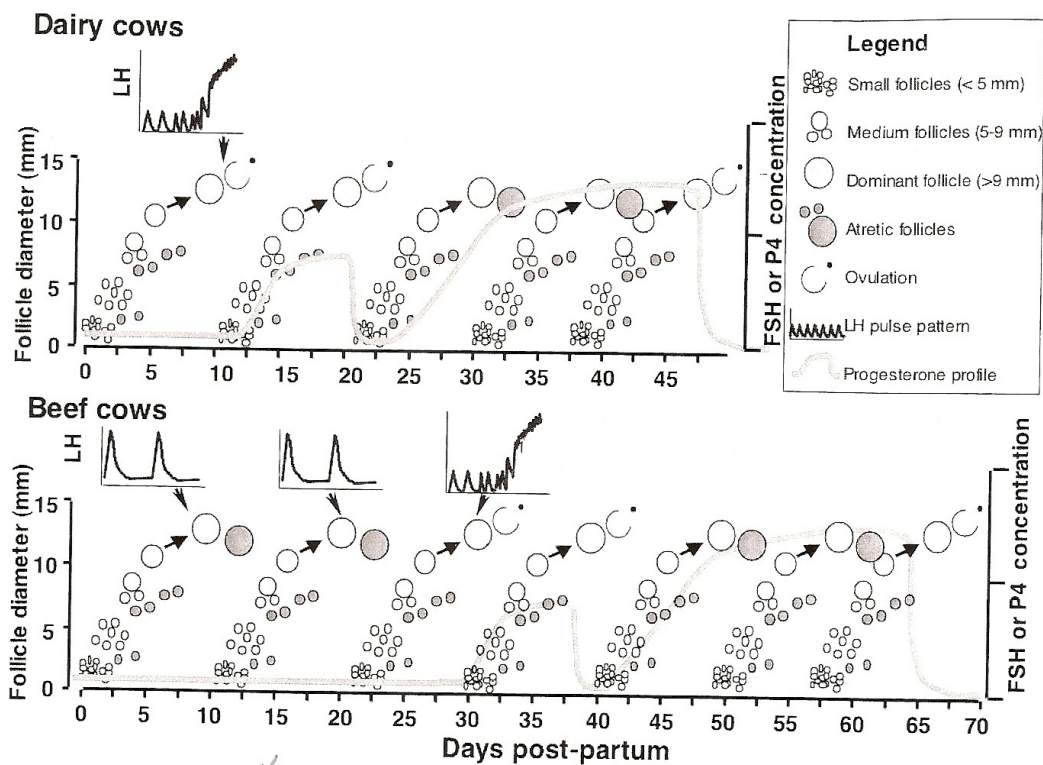 Dairy cows
LH
Follicle diameter (mm)
15
10
5
0
0 5 10 15 20 25 30 35 40 45
FSH or P4 concentration
Legend
Small follicles (< 5 mm)
Medium follicles (5-9 mm)
Dominant follicle (>9 mm)
Atretic follicles
Ovulation
LH pulse pattern
Progesterone profile
Beef cows
LH
Follicle diameter (mm)
15
10
5
0
0 5 10 15 20 25 30 35 40 45 50 55 60 65 70
FSH or P4 concentration
Days post-partum